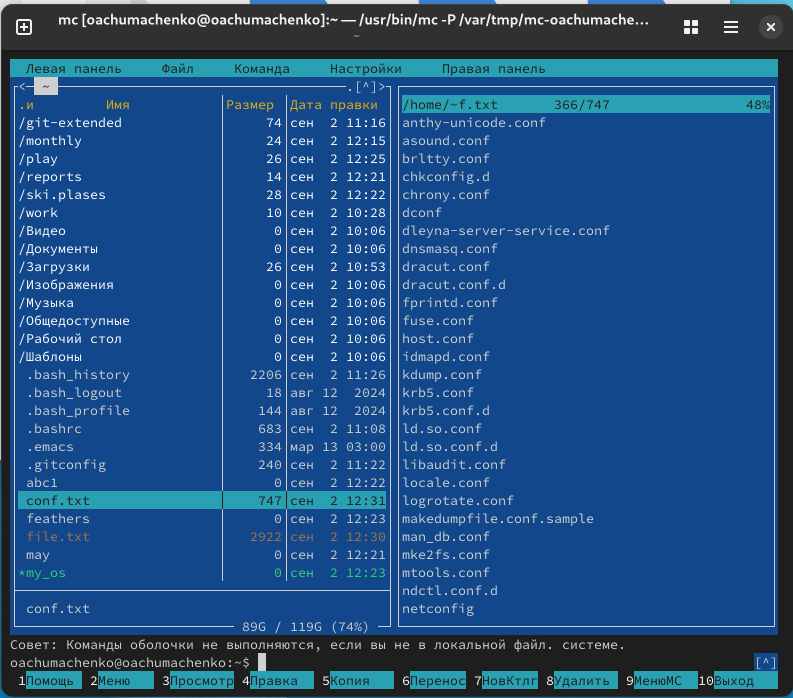 mc [oachumachenko@oachumachenko]:~ — /usr/bin/mc -P /var/tmp/mc-oachumache…
~
Левая панель Файл Команда Настройки Правая панель
<─ ~ .[^]>
.и Имя Размер Дата правки
/git-extended 74 сен 2 11:16
/monthly 24 сен 2 12:15
/play 26 сен 2 12:25
/reports 14 сен 2 12:21
/ski.plases 28 сен 2 12:22
/work 10 сен 2 10:28
/Видео 0 сен 2 10:06
/Документы 0 сен 2 10:06
/Загрузки 26 сен 2 10:53
/Изображения 0 сен 2 10:06
/Музыка 0 сен 2 10:06
/Общедоступные 0 сен 2 10:06
/Рабочий стол 0 сен 2 10:06
/Шаблоны 0 сен 2 10:06
.bash_history 2206 сен 2 11:26
.bash_logout 18 авг 12 2024
.bash_profile 144 авг 12 2024
.bashrc 683 сен 2 11:08
.emacs 334 мар 13 03:00
.gitconfig 240 сен 2 11:22
abc1 0 сен 2 12:22
conf.txt 747 сен 2 12:31
feathers 0 сен 2 12:23
file.txt 2922 сен 2 12:30
may 0 сен 2 12:21
*my_os 0 сен 2 12:23
conf.txt
89G / 119G (74%)
/home/~f.txt 366/747 48%
anthy-unicode.conf
asound.conf
brltty.conf
chkconfig.d
chrony.conf
dconf
dleyna-server-service.conf
dnsmasq.conf
dracut.conf
dracut.conf.d
fprintd.conf
fuse.conf
host.conf
idmapd.conf
kdump.conf
krb5.conf
krb5.conf.d
ld.so.conf
ld.so.conf.d
libaudit.conf
locale.conf
logrotate.conf
makedumpfile.conf.sample
man_db.conf
mke2fs.conf
mtools.conf
ndctl.conf.d
netconfig
Совет: Команды оболочки не выполняются, если вы не в локальной файл. системе.
oachumachenko@oachumachenko:~$ [^]
1Помощь 2Меню 3Просмотр 4Правка 5Копия 6Перенос 7НовКтлг 8Удалить 9МенюМС 10Выход